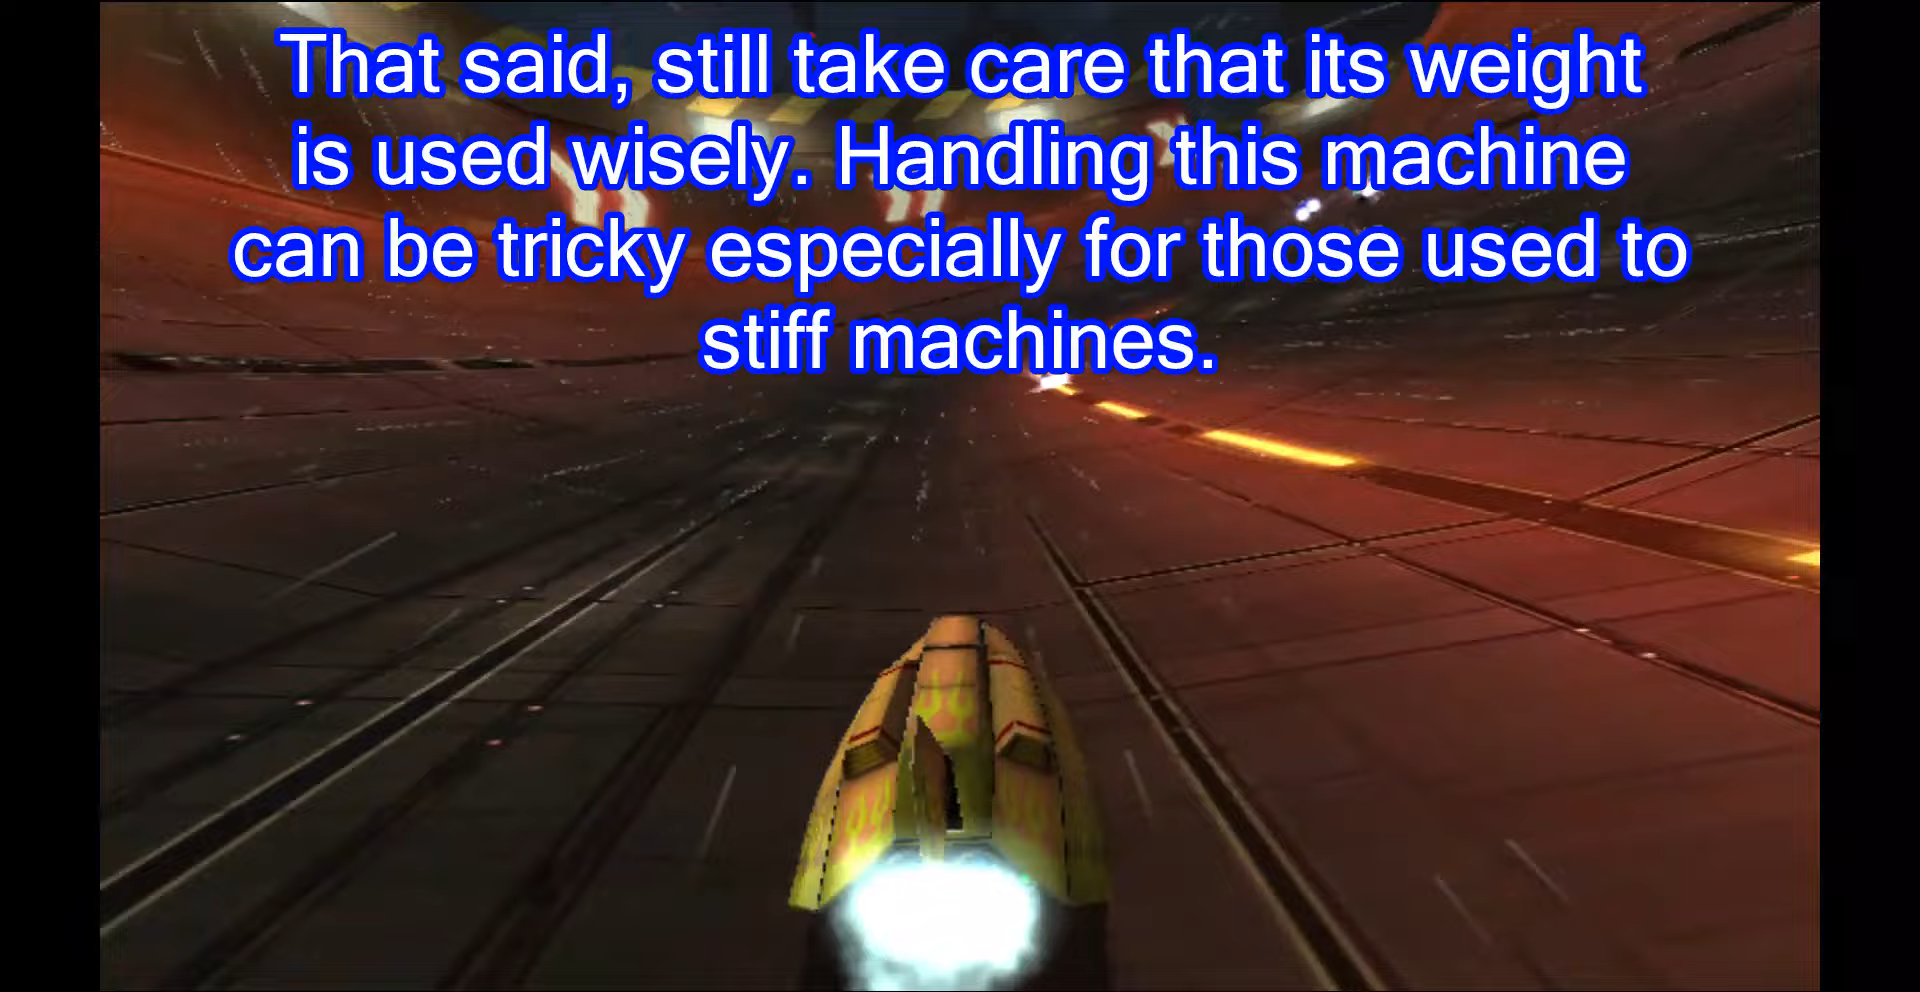 That said, still take care that its weight
is used wisely. Handling this machine
can be tricky especially for those used to
stiff machines.